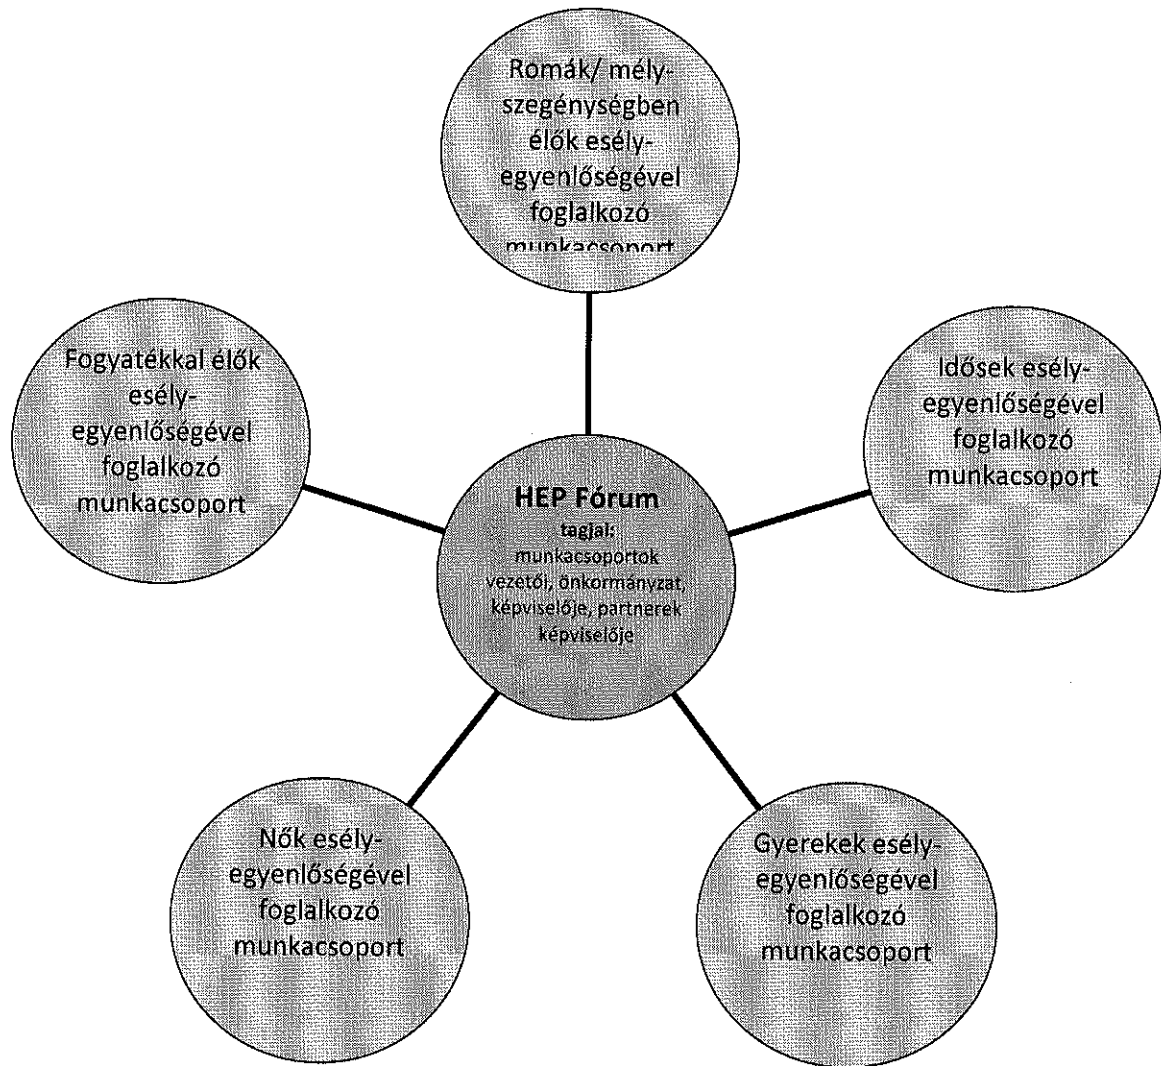 Romák/ mély-
szegénységben
élők esély-
egyenlőségével
foglalkozó
munkacsoport
Fogyatékkal élők
esély-
egyenlőségével
foglalkozó
munkacsoport
Idősek esély-
egyenlőségével
foglalkozó
munkacsoport
HEP Fórum
tagjai:
munkacsoportok
vezetői, önkormányzat,
képviselője, partnerek
képviselője
Nők esély-
egyenlőségével
foglalkozó
munkacsoport
Gyerekek esély-
egyenlőségével
foglalkozó
munkacsoport